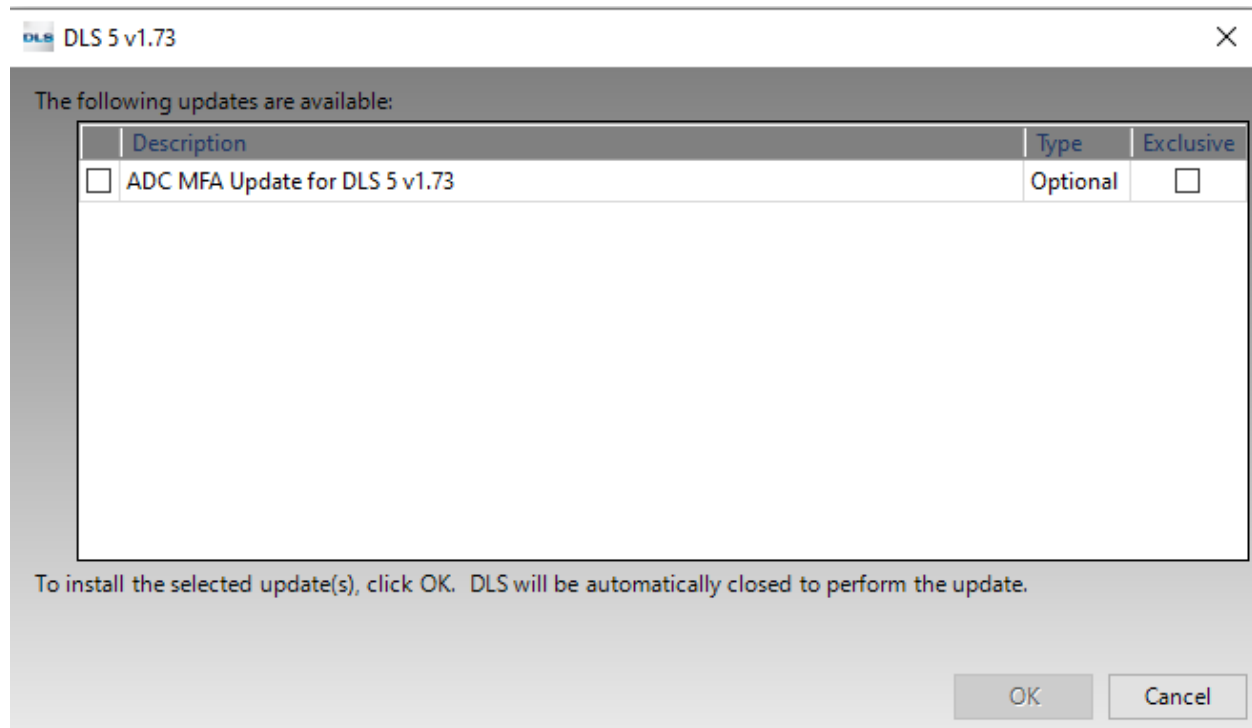 DLS DLS 5 v1.73
The following updates are available:
Description Type Exclusive
ADC MFA Update for DLS 5 v1.73 Optional
To install the selected update(s), click OK.  DLS will be automatically closed to perform the update.
OK Cancel